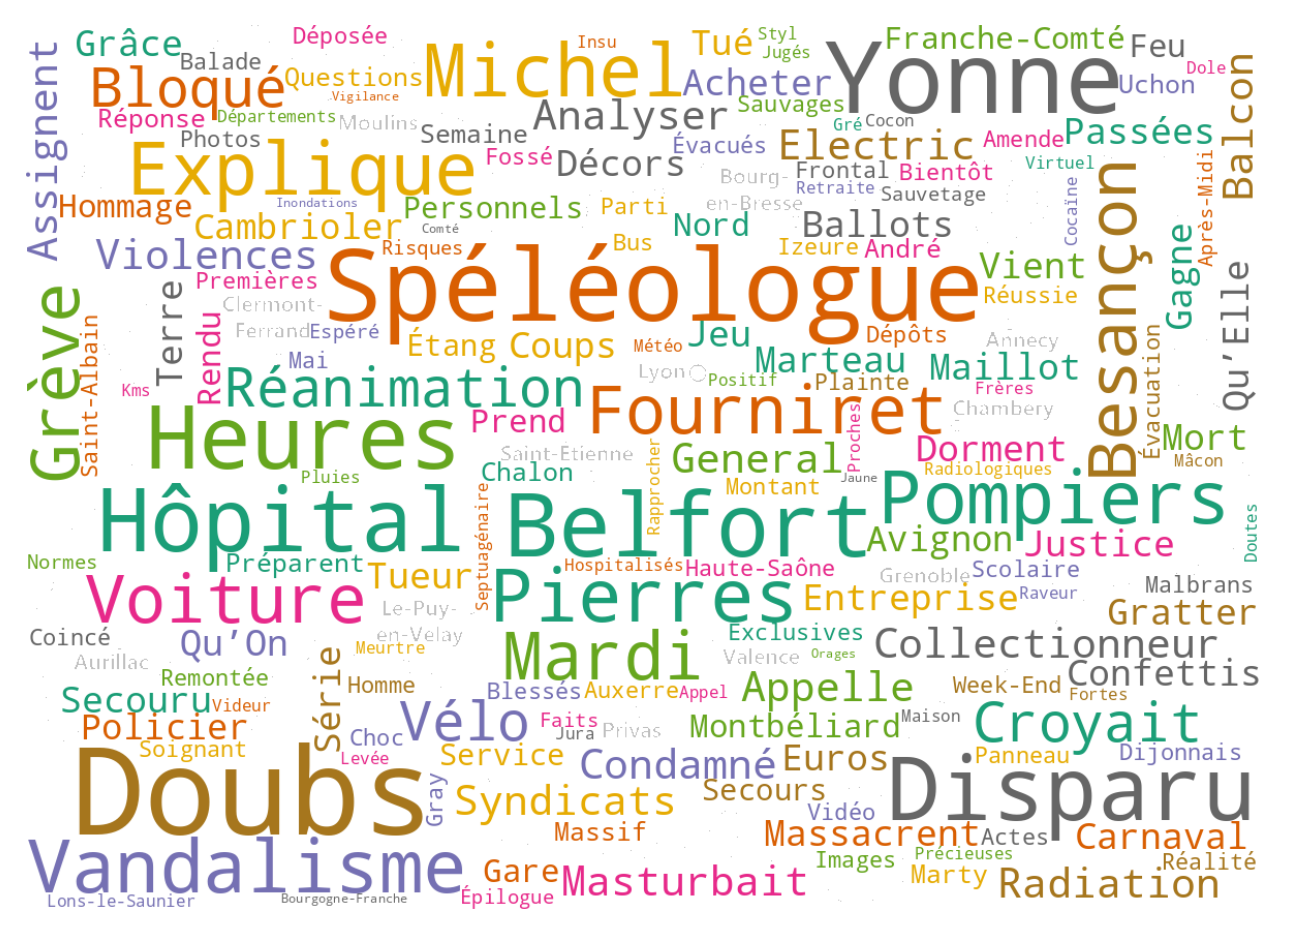 Grâce
Déposée
Balade
Bloqué
Questions
Vigilance
Michel
Insu
Tué
Styl
Jugés
Acheter
Yonne
Franche-Comté
Feu
Dole
Uchon
Balcon
Assignent
Réponse
Départements
Photos
Moulins
Semaine
Analyser
Sauvages
Gré
Cocon
Amende
Passées
Explique
Fossé
Décors
Évacués
Electric
Frontal
Bientôt
Virtuel
Bourg-
en-Bresse
Retraite
Sauvetage
Cocaïne
Après-Midi
Hommage
Inondations
Cambrioler
Personnels
Comté
Parti
Nord
Ballots
Besançon
Violences
Risques
Bus
Izeure
André
Vient
Gagne
Premières
Spéléologue
Réussie
Qu’Elle
Grève
Terre
Clermont-
Ferrand
Espéré
Étang
Coups
Météo
Jeu
Dépôts
Annecy
Saint-Albain
Rendu
Mai
Marteau
Maillot
Évacuation
Kms
Réanimation
Lyon
Positif
Plainte
Frères
Heures
Prend
Fourniret
Proches
Chambery
Saint-Etienne
General
Dorment
Mort
Mâcon
Pluies
Chalon
Rapprocher
Montant
Jaune
Radiologiques
Hôpital
Septuagénaire
Belfort
Pompiers
Doutes
Avignon
Justice
Normes
Préparent
Tueur
Hospitalisés
Haute-Saône
Grenoble
Scolaire
Voiture
Pierres
Entreprise
Raveur
Malbrans
Le-Puy-
en-Velay
Gratter
Coincé
Qu’On
Meurtre
Mardi
Exclusives
Valence
Orages
Collectionneur
Aurillac
Remontée
Série
Homme
Confettis
Secouru
Videur
Blessés
Auxerre
Appel
Appelle
Week-End
Fortes
Policier
Vélo
Faits
Jura
Privas
Montbéliard
Maison
Croyait
Soignant
Choc
Levée
Service
Condamné
Euros
Panneau
Dijonnais
Doubs
Gray
Syndicats
Secours
Disparu
Vidéo
Massif
Massacrent
Actes
Carnaval
Vandalisme
Images
Précieuses
Réalité
Gare
Masturbait
Marty
Radiation
Lons-le-Saunier
Bourgogne-Franche
Épilogue